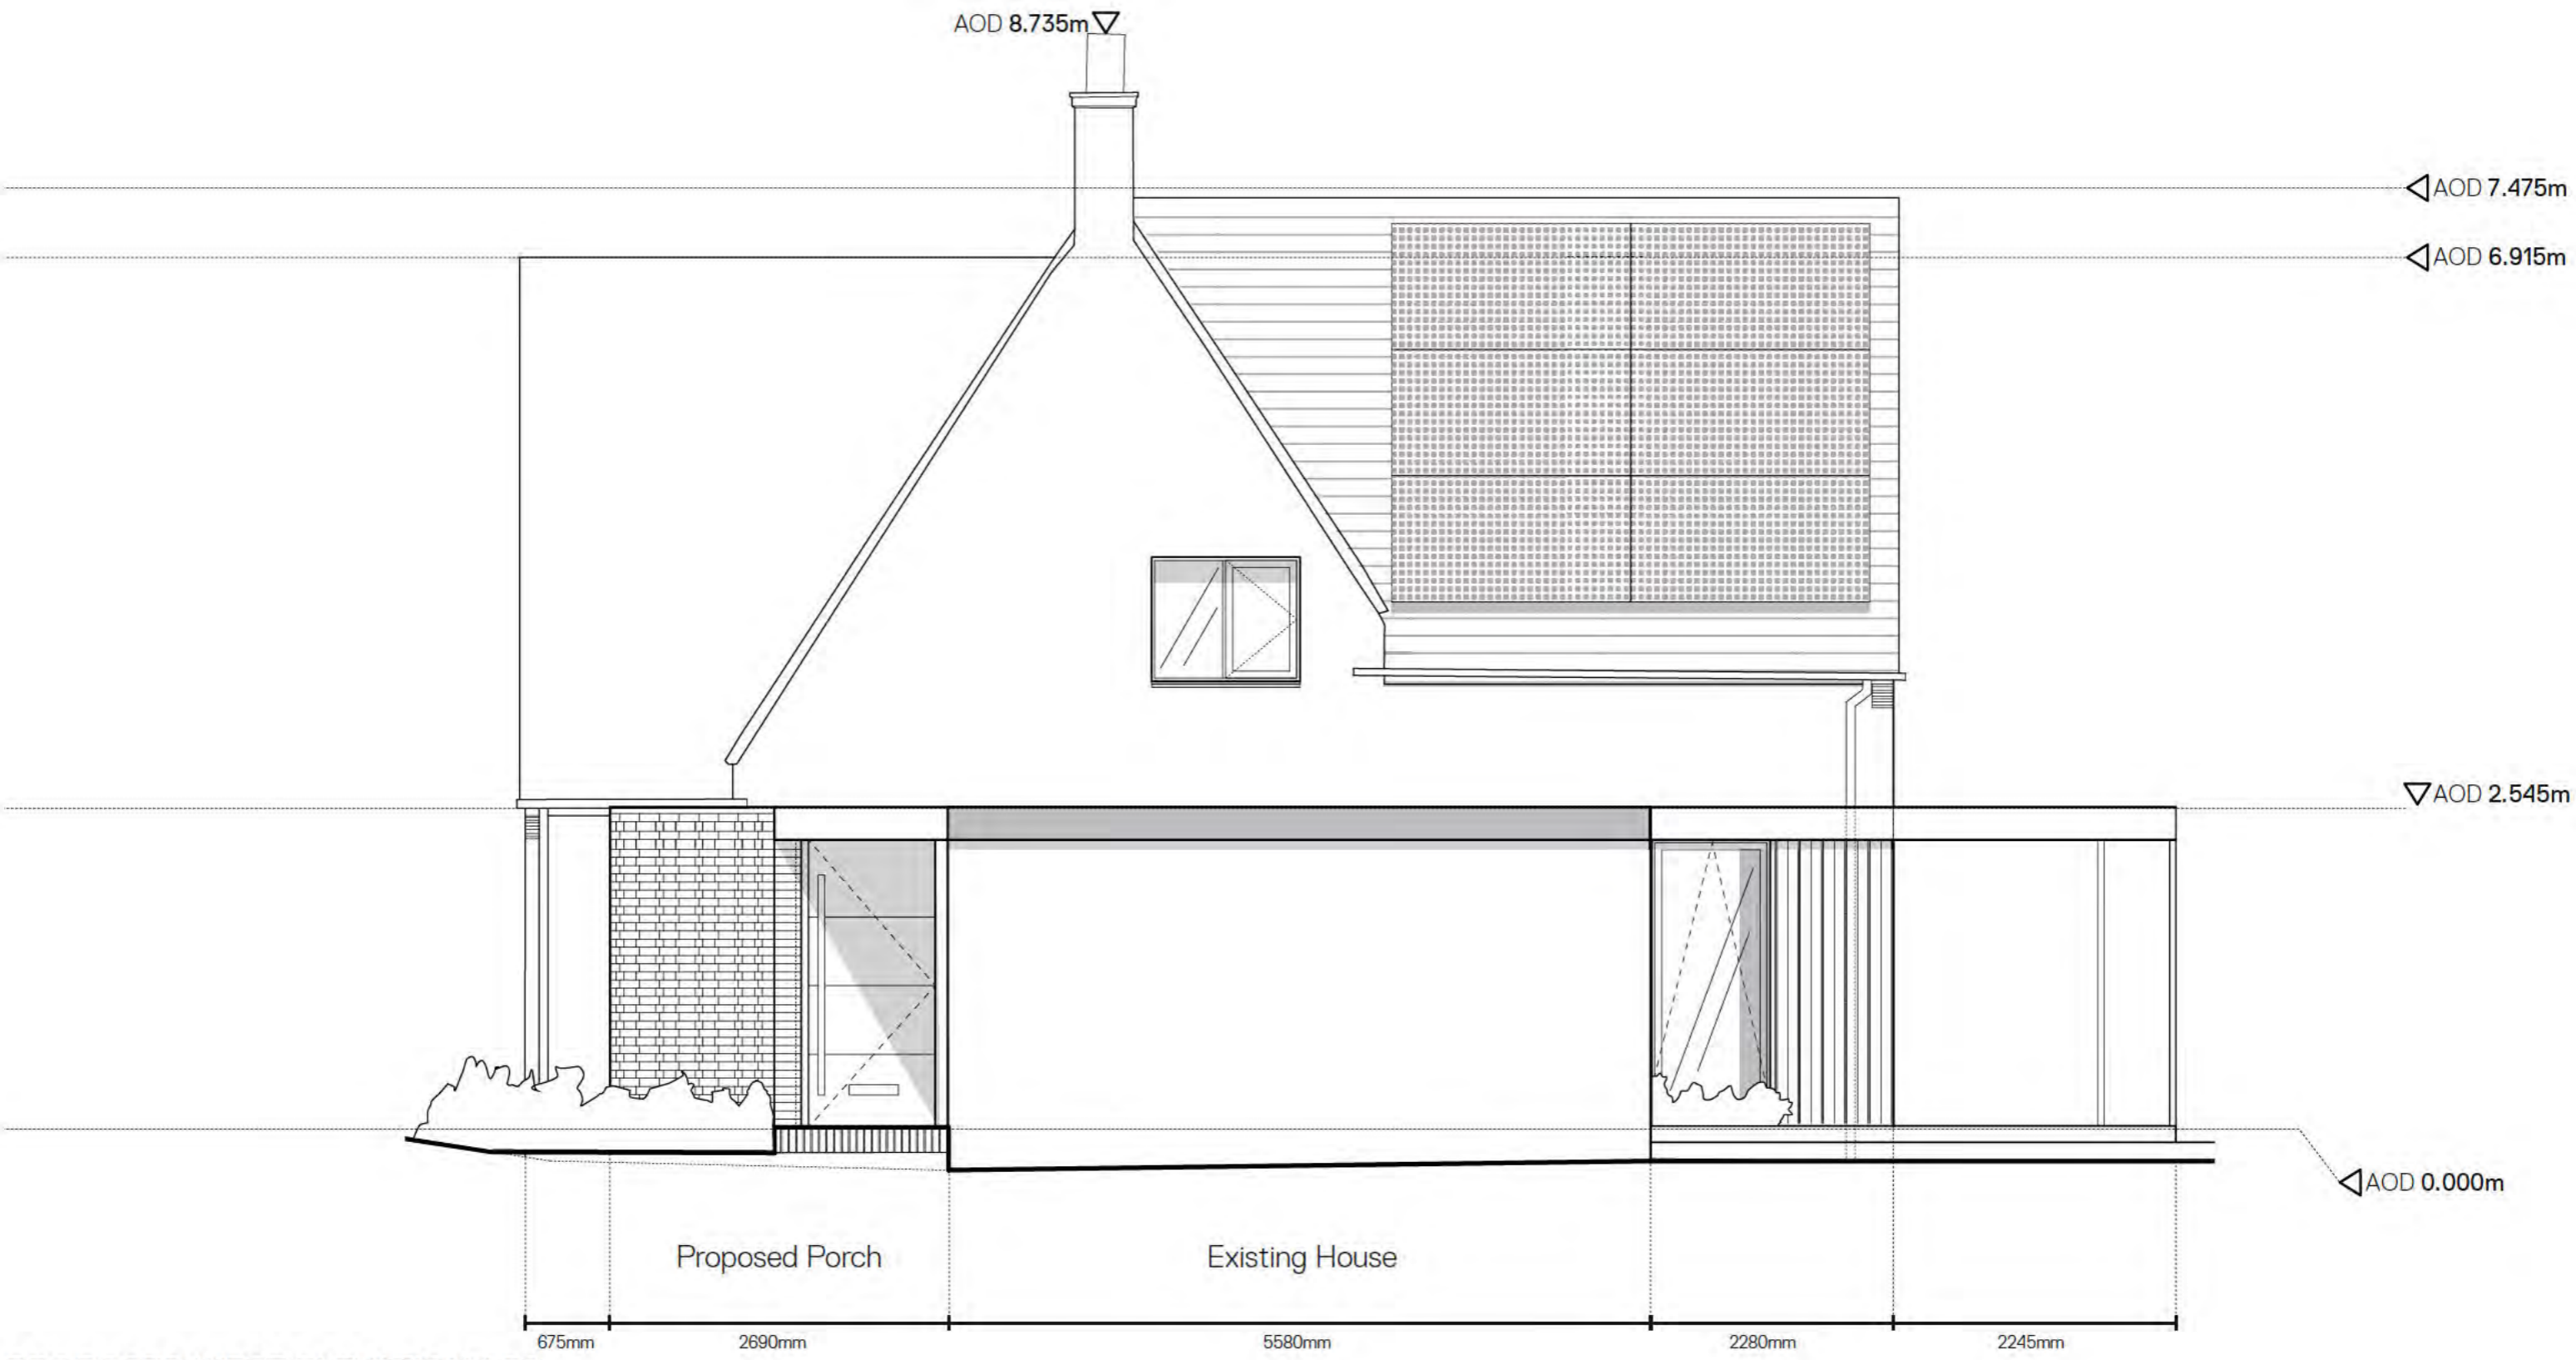 AOD 8.735m
AOD 7.475m
AOD 6.915m
AOD 2.545m
AOD 0.000m
Proposed Porch
Existing House
675mm
2690mm
5580mm
2280mm
2245mm